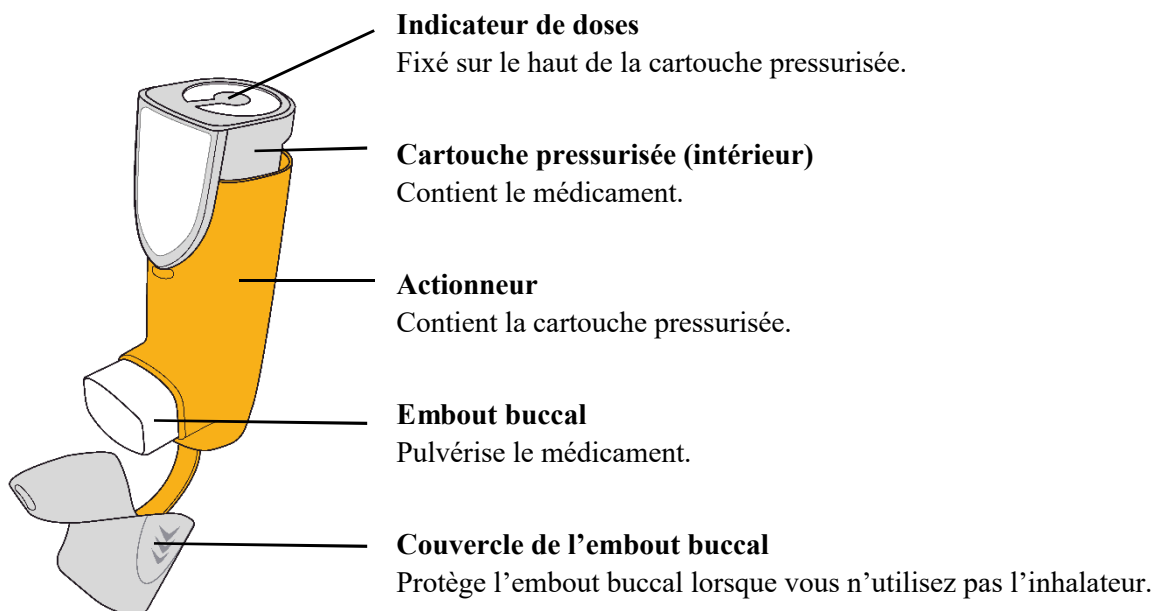 Indicateur de doses
Fixé sur le haut de la cartouche pressurisée.
Cartouche pressurisée (intérieur)
Contient le médicament.
Actionneur
Contient la cartouche pressurisée.
Embout buccal
Pulvérise le médicament.
Couvercle de l’embout buccal
Protège l’embout buccal lorsque vous n’utilisez pas l’inhalateur.